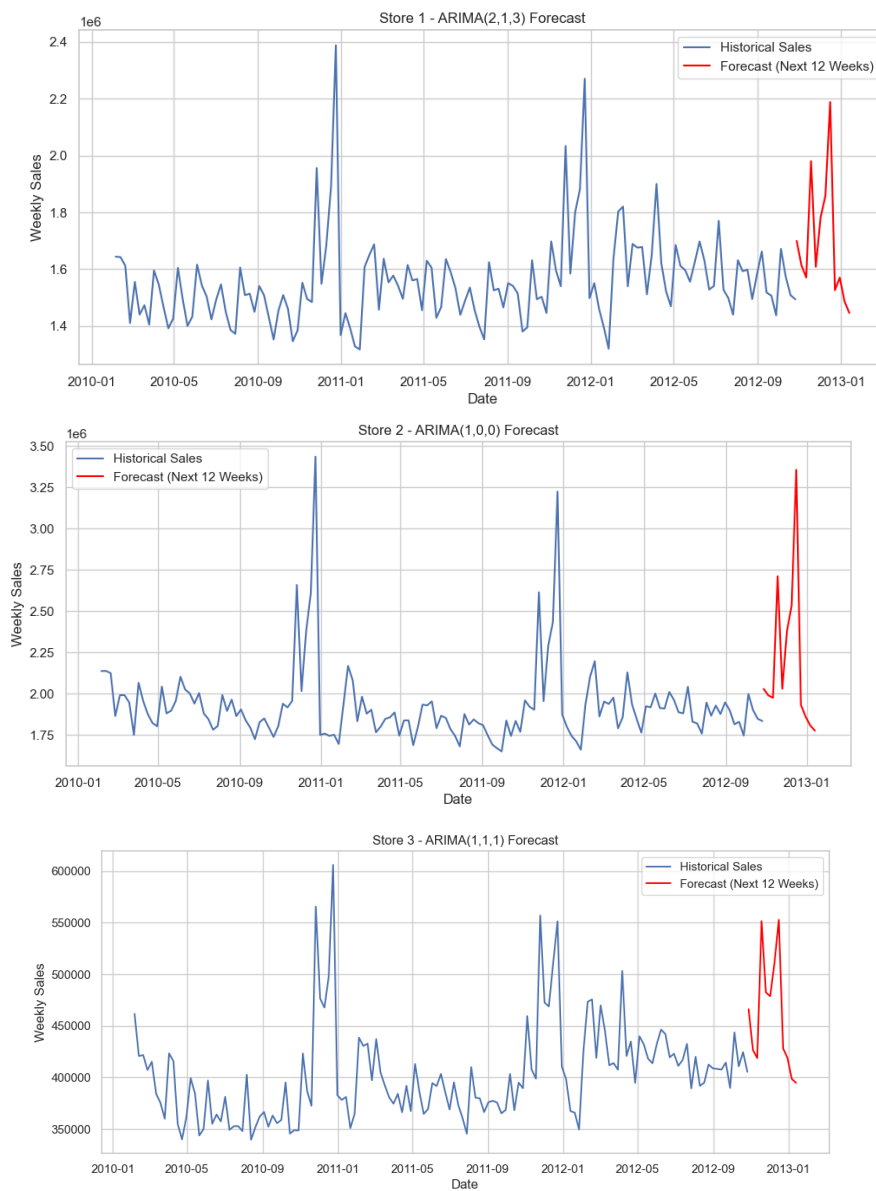 Store 1 - ARIMA(2,1,3) Forecast
1e6
Historical Sales
Forecast (Next 12 Weeks)
2.4
2.2
2.0
1.8
1.6
1.4
Weekly Sales
2010-01 2010-05 2010-09 2011-01 2011-05 2011-09 2012-01 2012-05 2012-09 2013-01
Date
Store 2 - ARIMA(1,0,0) Forecast
1e6
Historical Sales
Forecast (Next 12 Weeks)
3.50
3.25
3.00
2.75
2.50
2.25
2.00
1.75
Weekly Sales
2010-01 2010-05 2010-09 2011-01 2011-05 2011-09 2012-01 2012-05 2012-09 2013-01
Date
Store 3 - ARIMA(1,1,1) Forecast
Historical Sales
Forecast (Next 12 Weeks)
600000
550000
500000
450000
400000
350000
Weekly Sales
2010-01 2010-05 2010-09 2011-01 2011-05 2011-09 2012-01 2012-05 2012-09 2013-01
Date